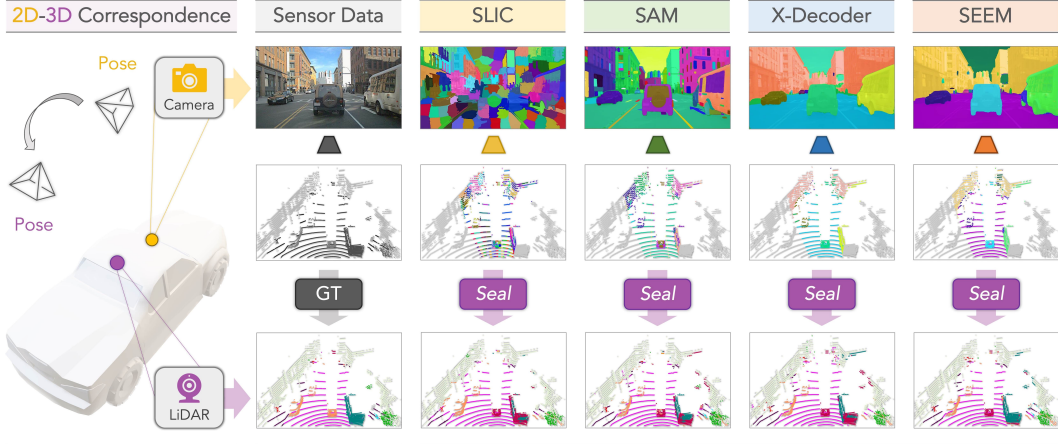 2D-3D Correspondence
Sensor Data
SLIC
SAM
X-Decoder
SEEM
Pose
Camera
Pose
GT
Seal
Seal
Seal
Seal
LiDAR